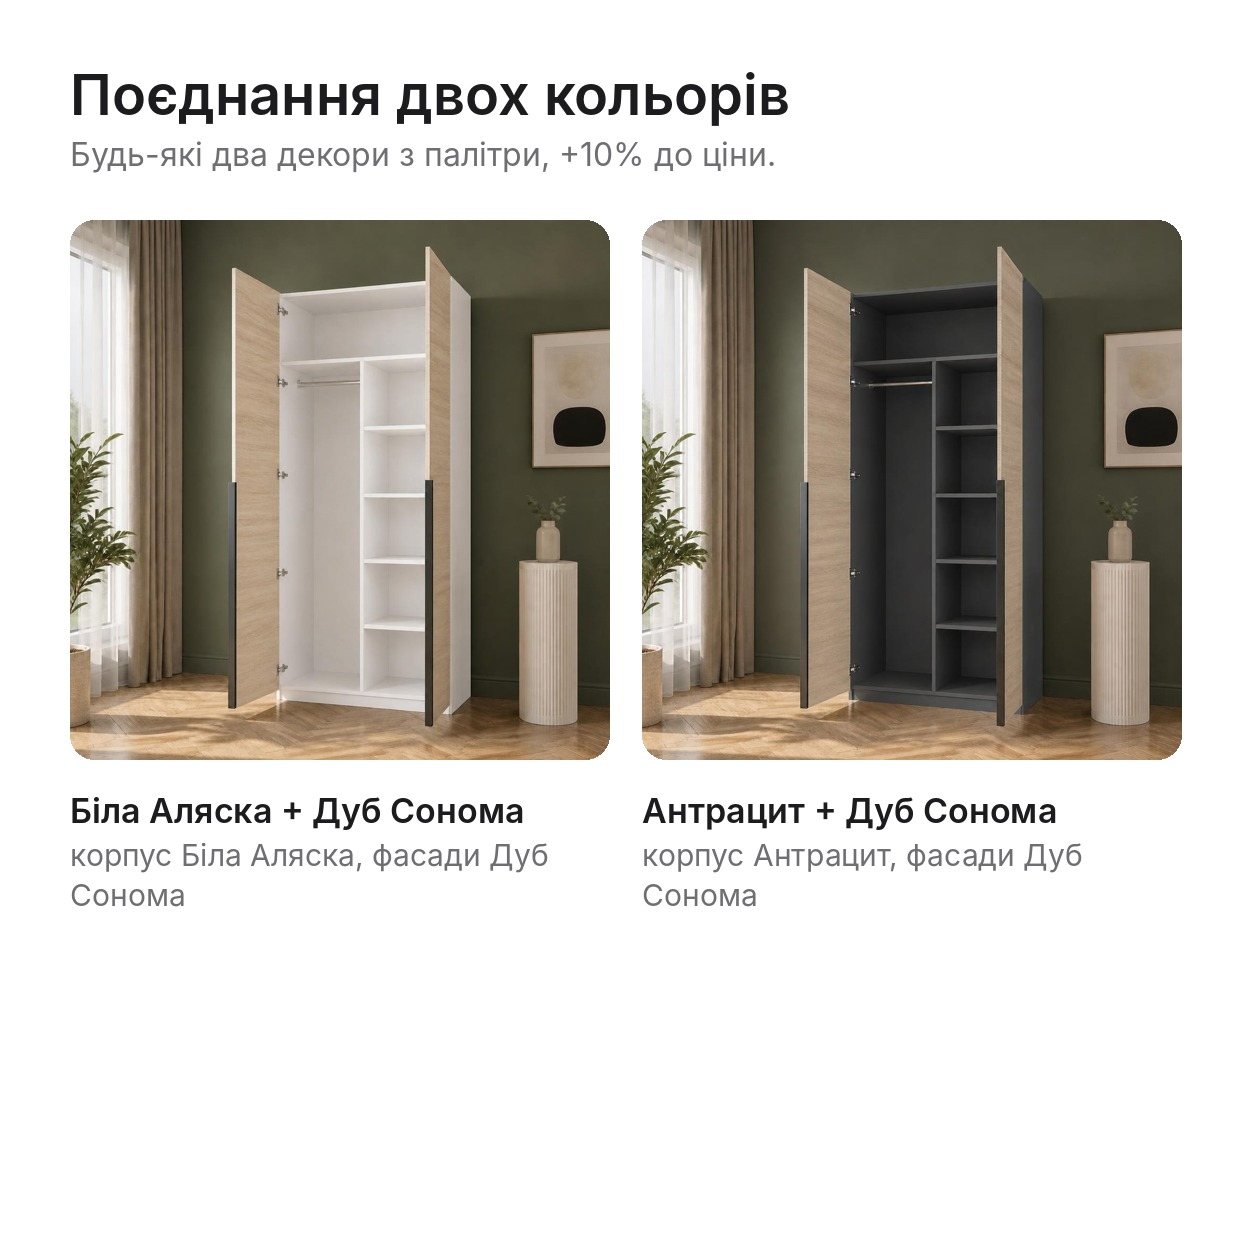 Поєднання двох кольорів
Будь-які два декори з палітри, +10% до ціни.
Біла Аляска + Дуб Сонома
корпус Біла Аляска, фасади Дуб
Сонома
Антрацит + Дуб Сонома
корпус Антрацит, фасади Дуб
Сонома